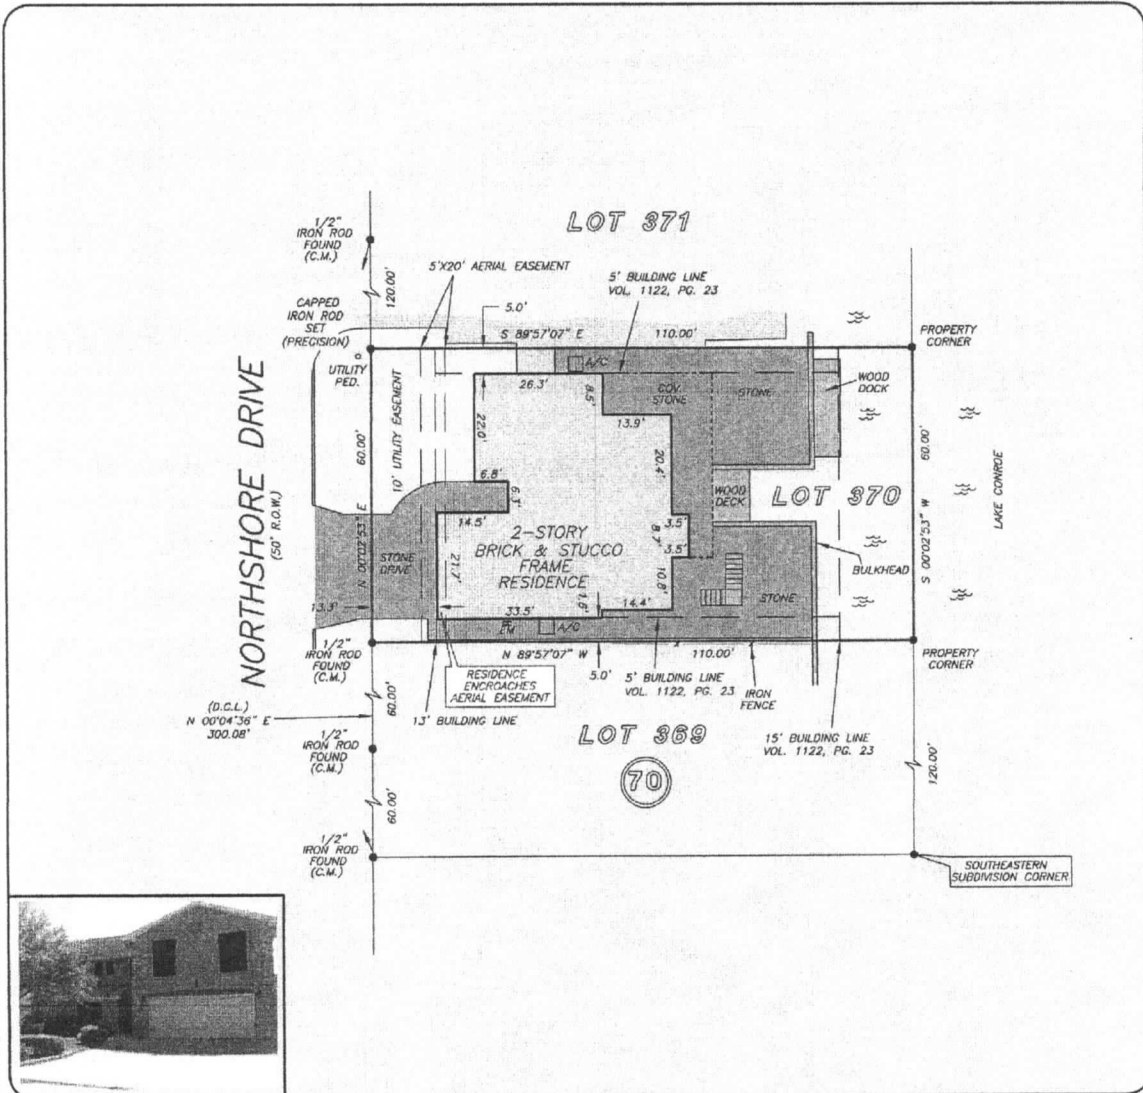 LOT 371
1/2"
IRON ROD
FOUND
(C.M.)
5'X20' AERIAL EASEMENT
5' BUILDING LINE
VOL. 1122, PG. 23
120.00'
CAPPED
IRON ROD
SET
(PRECISION)
5.0'
S 89'57'07" E
110.00'
PROPERTY
CORNER
UTILITY
PED.
A/C
26.3'
8.5'
COV.
STONE
STONE
WOOD
DOCK
NORTHSHORE DRIVE
(50' R.O.W.)
60.00'
10' UTILITY EASEMENT
22.0'
13.9'
20.4'
60.00'
6.8'
6.3'
WOOD
DECK
LOT 370
LAKE CONROE
14.5'
3.5'
8.7'
3.5'
2-STORY
BRICK & STUCCO
FRAME
RESIDENCE
N 00'02'53" E
STONE
DRIVE
21.7'
BULKHEAD
S 00'02'53" W
10.8'
13.3'
33.5'
1.6'
14.4'
STONE
EM
A/C
1/2"
IRON ROD
FOUND
(C.M.)
N 89'57'07" W
110.00'
PROPERTY
CORNER
RESIDENCE
ENCROACHES
AERIAL EASEMENT
5.0'
5' BUILDING LINE
VOL. 1122, PG. 23
IRON
FENCE
(D.C.L.)
N 00'04'36" E
300.08'
60.00'
13' BUILDING LINE
LOT 369
15' BUILDING LINE
VOL. 1122, PG. 23
1/2"
IRON ROD
FOUND
(C.M.)
70
120.00'
60.00'
1/2"
IRON ROD
FOUND
(C.M.)
SOUTHEASTERN
SUBDIVISION CORNER